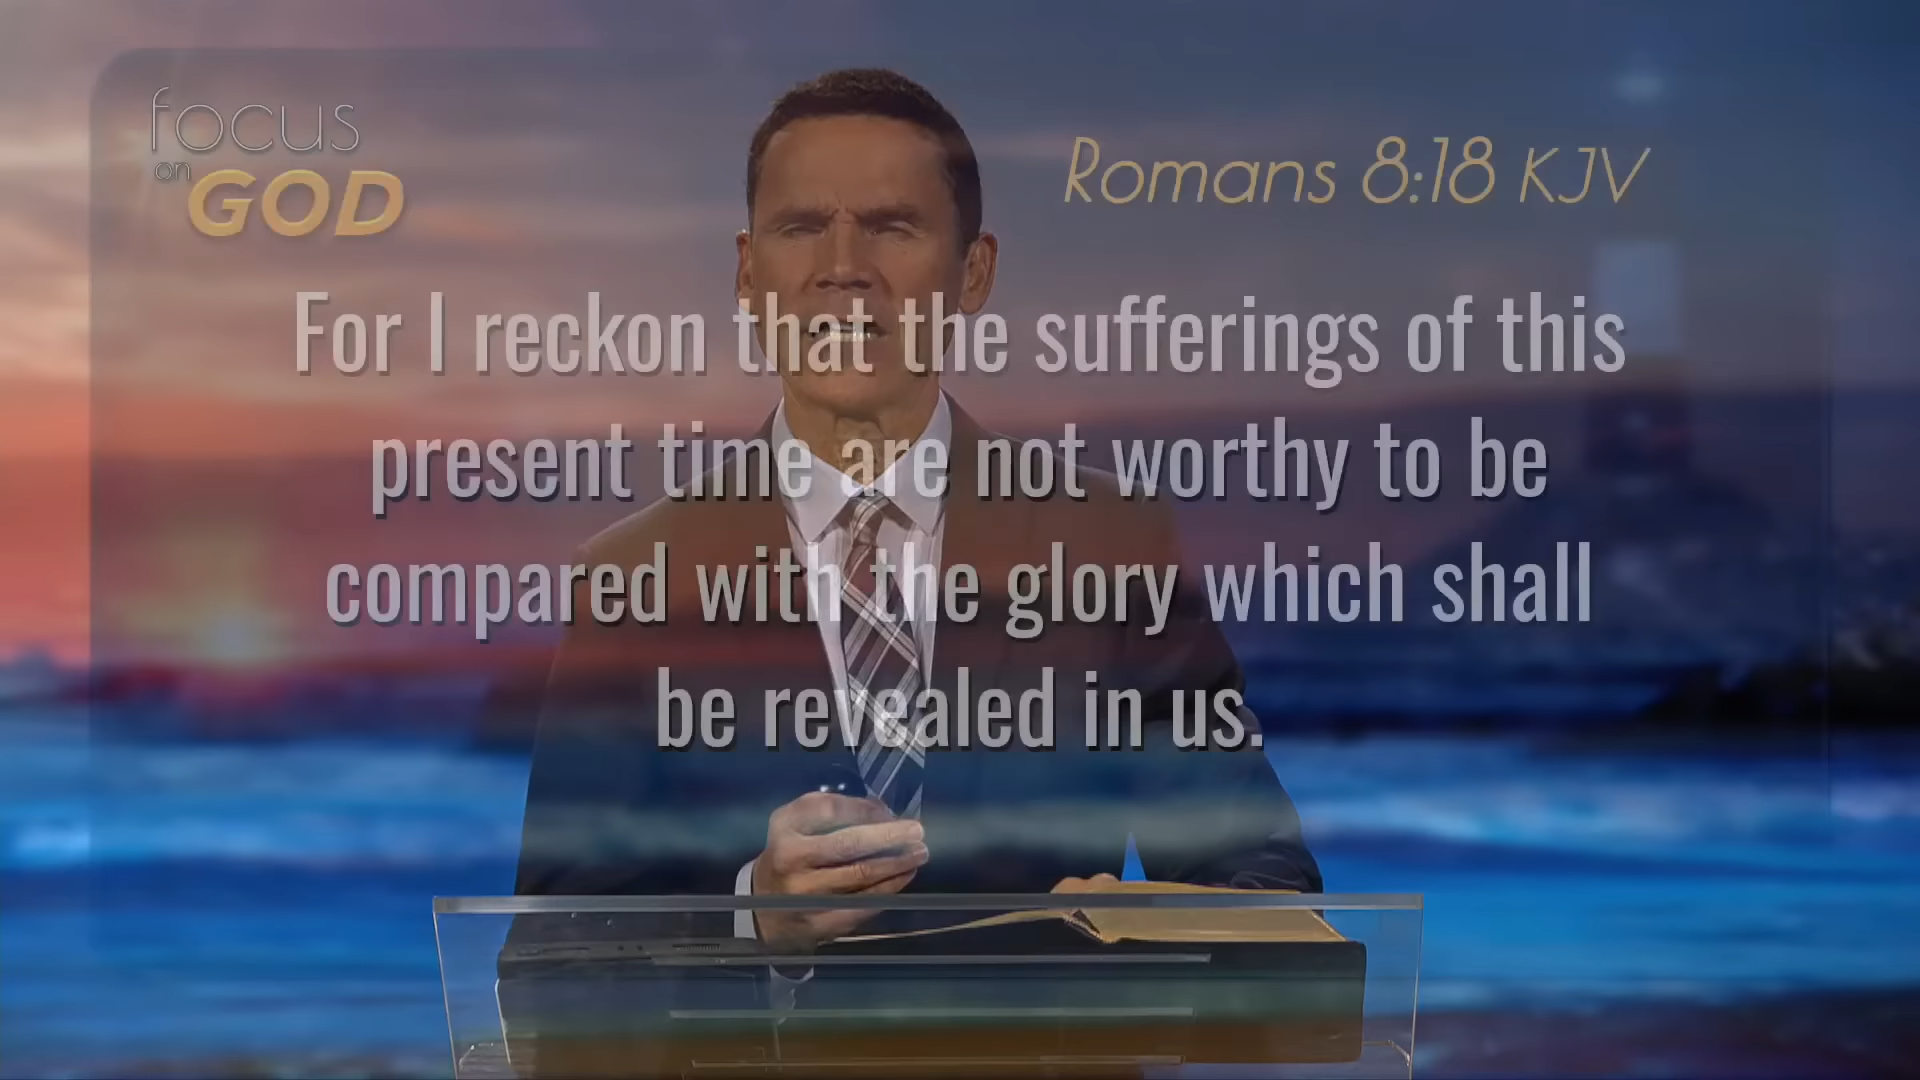 focus
on
GOD
Romans 8:18 KJV
For I reckon that the sufferings of this
present time are not worthy to be
compared with the glory which shall
be revealed in us.